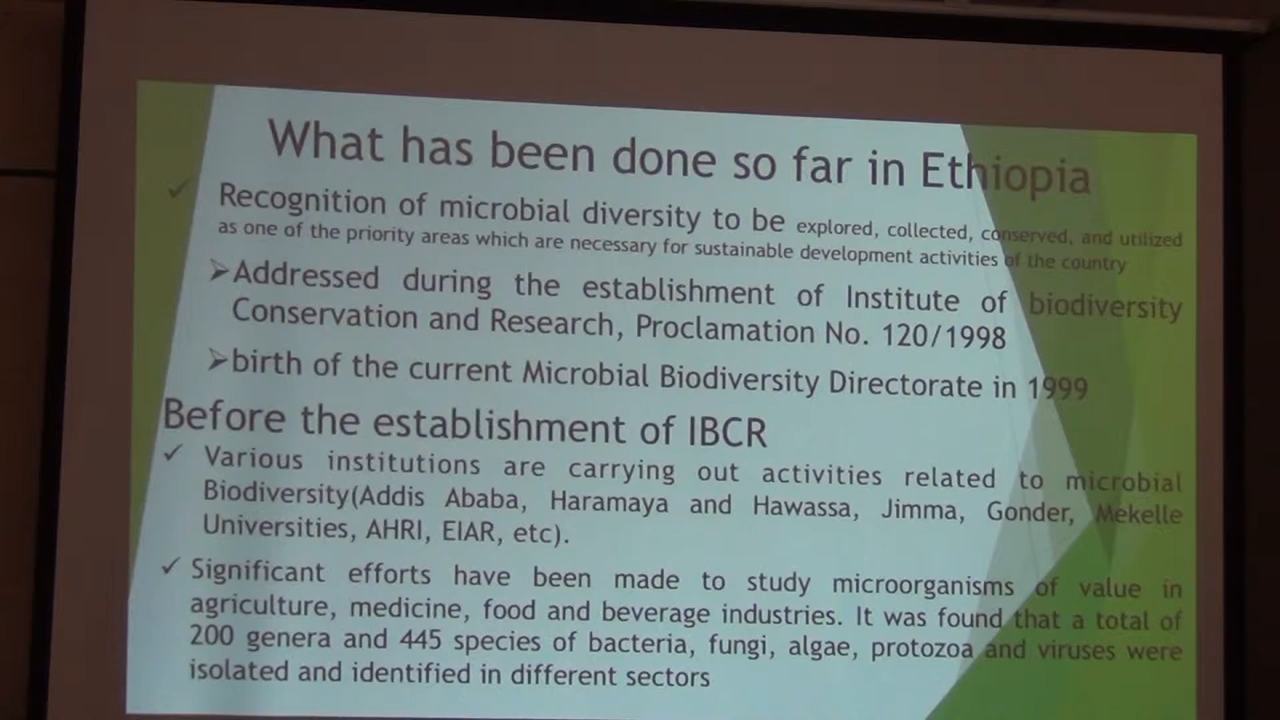 What has been done so far in Ethiopia
✓ Recognition of microbial diversity to be explored, collected, conserved, and utilized
as one of the priority areas which are necessary for sustainable development activities of the country
➢Addressed during the establishment of Institute of biodiversity
Conservation and Research, Proclamation No. 120/1998
➢birth of the current Microbial Biodiversity Directorate in 1999
Before the establishment of IBCR
✓ Various institutions are carrying out activities related to microbial
Biodiversity(Addis Ababa, Haramaya and Hawassa, Jimma, Gonder, Mekelle
Universities, AHRI, EIAR, etc).
✓ Significant efforts have been made to study microorganisms of value in
agriculture, medicine, food and beverage industries. It was found that a total of
200 genera and 445 species of bacteria, fungi, algae, protozoa and viruses were
isolated and identified in different sectors